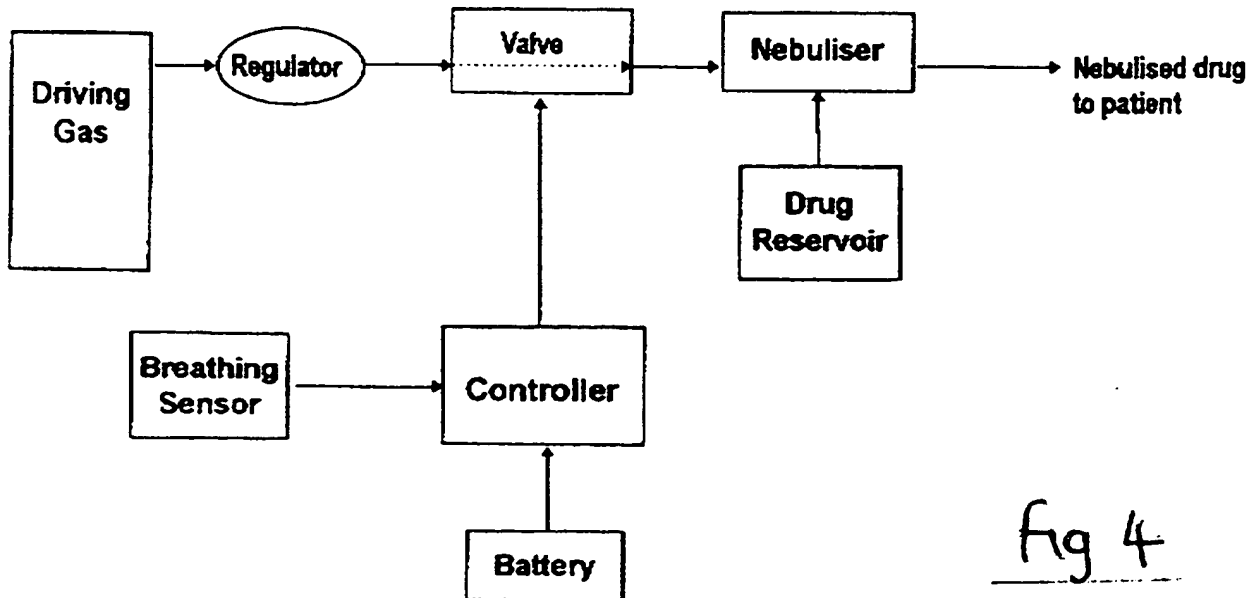 Driving
Gas
Regulator
Valve
Nebuliser
Nebulised drug
to patient
Drug
Reservoir
Breathing
Sensor
Controller
Battery
fig 4